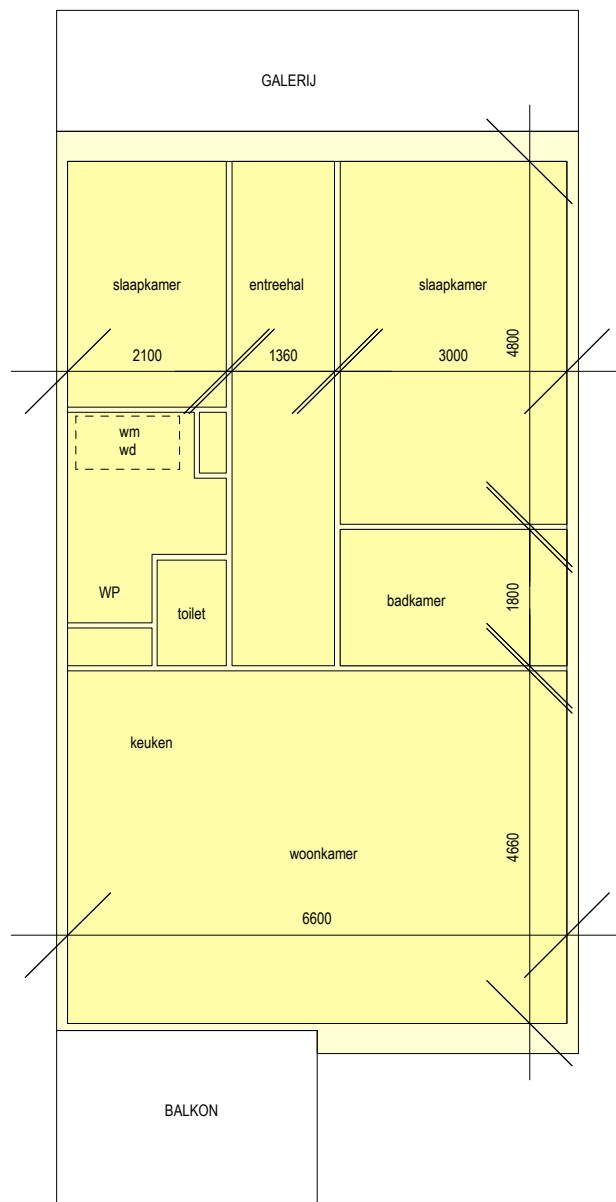 GALERIJ
slaapkamer
entreehal
slaapkamer
2100
1360
3000
4800
wm
wd
WP
toilet
badkamer
1800
keuken
woonkamer
4660
6600
BALKON